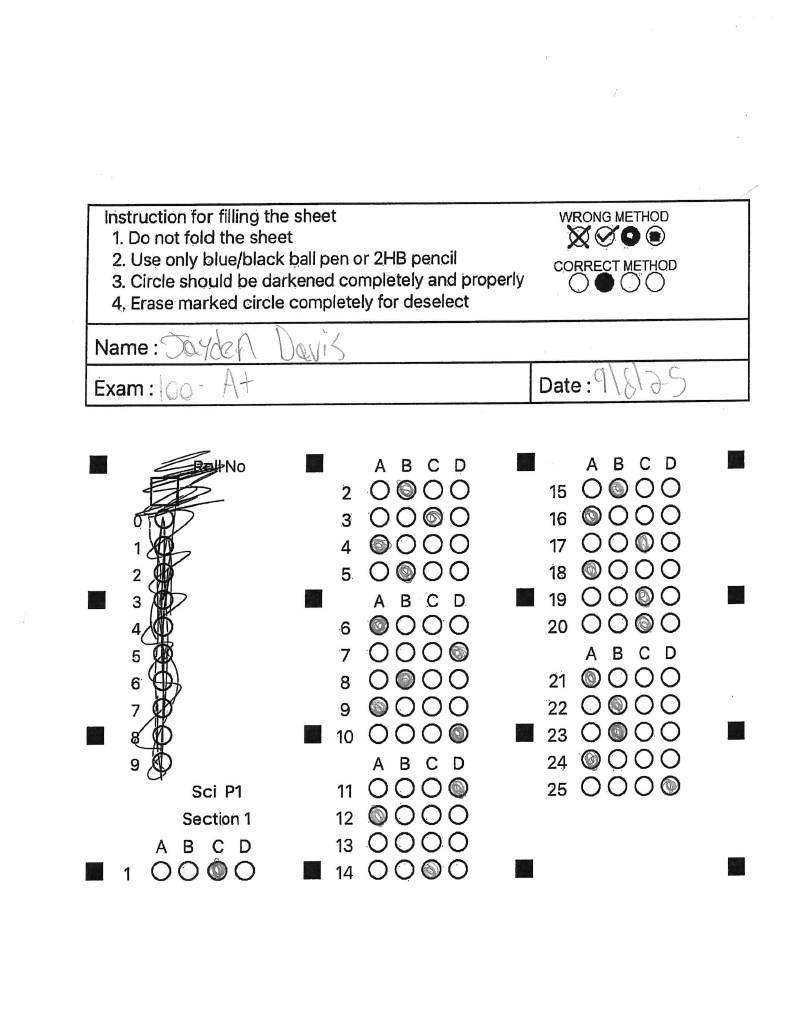 Instruction for filling the sheet
1. Do not fold the sheet
2. Use only blue/black ball pen or 2HB pencil
3. Circle should be darkened completely and properly
4. Erase marked circle completely for deselect
WRONG METHOD
CORRECT METHOD
Name : Jayden Davis
Exam : 100- A+
Date : 9/8/25
Roll No
0
1
2
3
4
5
6
7
8
9
Sci P1
Section 1
A B C D
1
A B C D
2
3
4
5
A B C D
6
7
8
9
10
A B C D
11
12
13
14
A B C D
15
16
17
18
19
20
A B C D
21
22
23
24
25